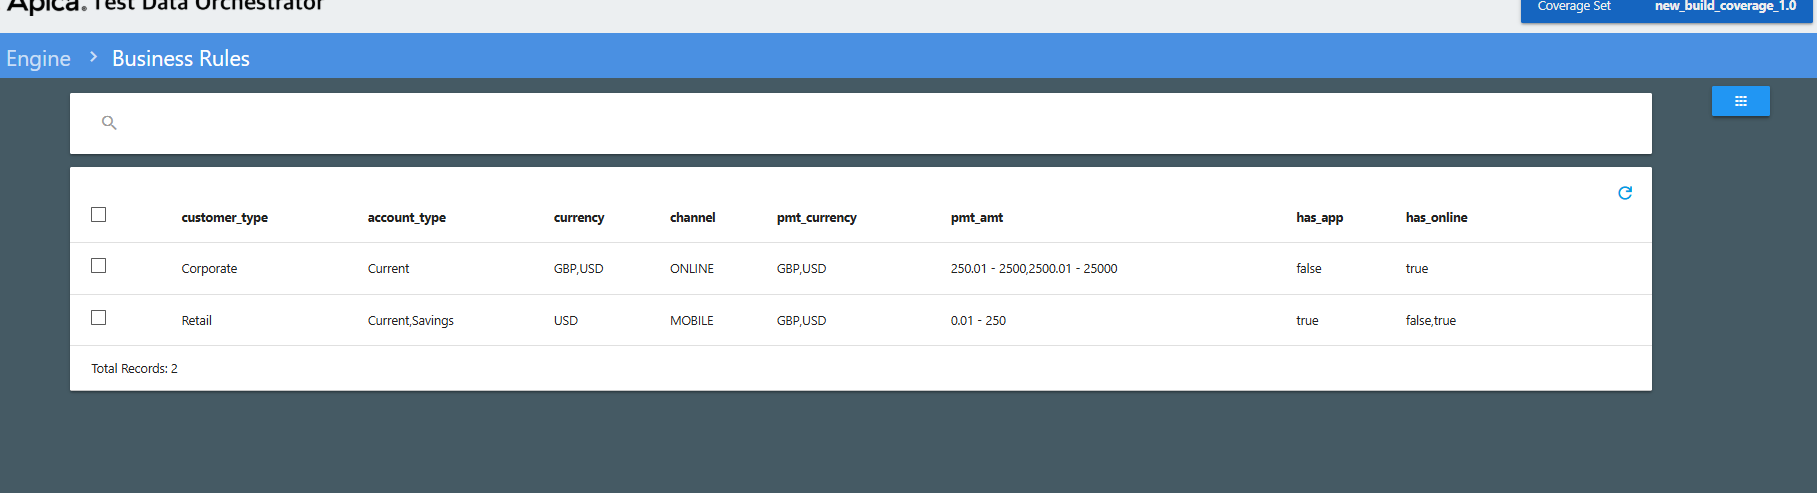 Apica. Test Data Orchestrator
Coverage Set new_build_coverage_1.0
Engine > Business Rules
customer_type account_type currency channel pmt_currency pmt_amt has_app has_online
Corporate Current GBP,USD ONLINE GBP,USD 250.01 - 2500,2500.01 - 25000 false true
Retail Current,Savings USD MOBILE GBP,USD 0.01 - 250 true false,true
Total Records: 2